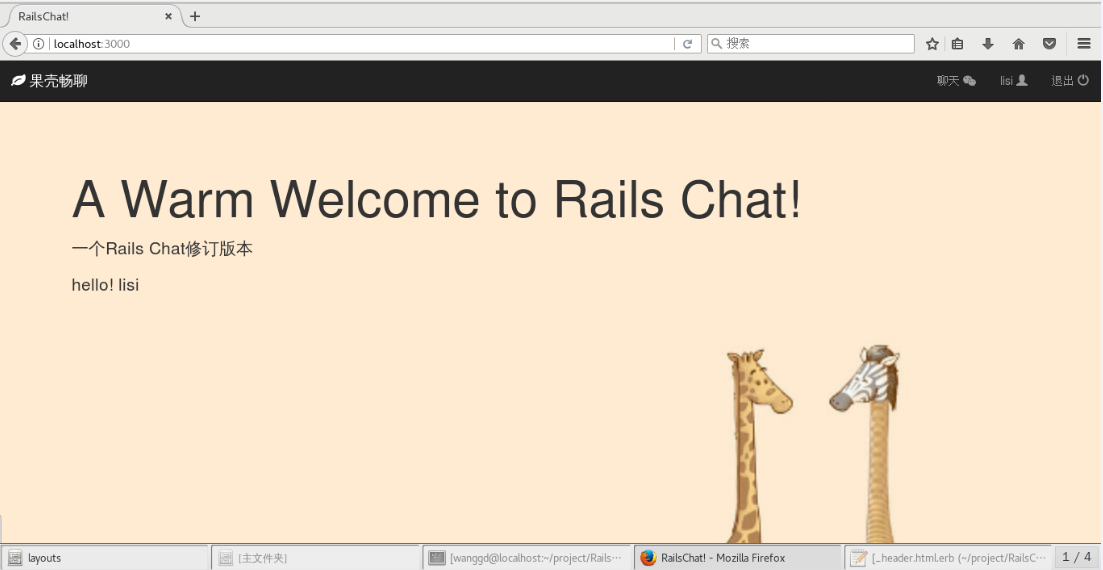 RailsChat!
localhost:3000
搜索
果壳畅聊
聊天
lisi
退出
A Warm Welcome to Rails Chat!
一个Rails Chat修订版本
hello! lisi
layouts
[主文件夹]
[wanggd@localhost:~/project/Rails…
RailsChat! - Mozilla Firefox
[_header.html.erb (~/project/RailsC…
1 / 4